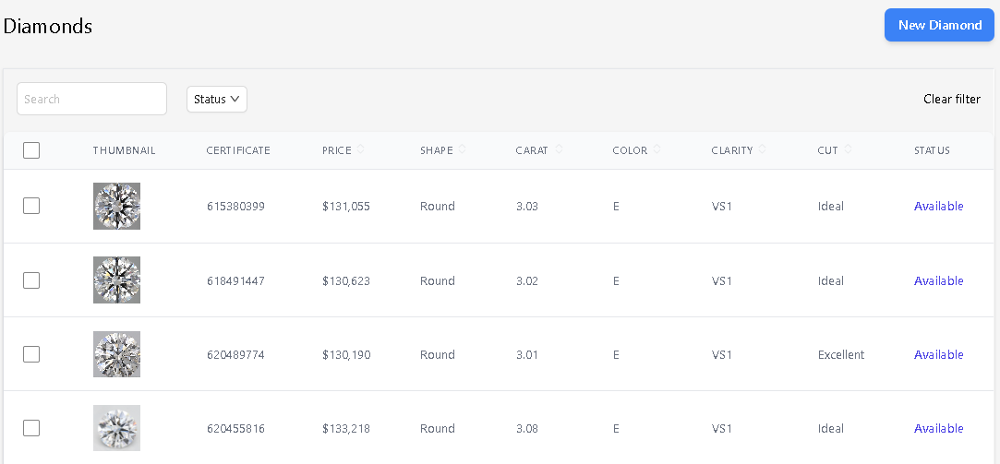 Diamonds New Diamond
Search Status Clear filter
THUMBNAIL CERTIFICATE PRICE SHAPE CARAT COLOR CLARITY CUT STATUS
615380399 $131,055 Round 3.03 E VS1 Ideal Available
618491447 $130,623 Round 3.02 E VS1 Ideal Available
620489774 $130,190 Round 3.01 E VS1 Excellent Available
620455816 $133,218 Round 3.08 E VS1 Ideal Available